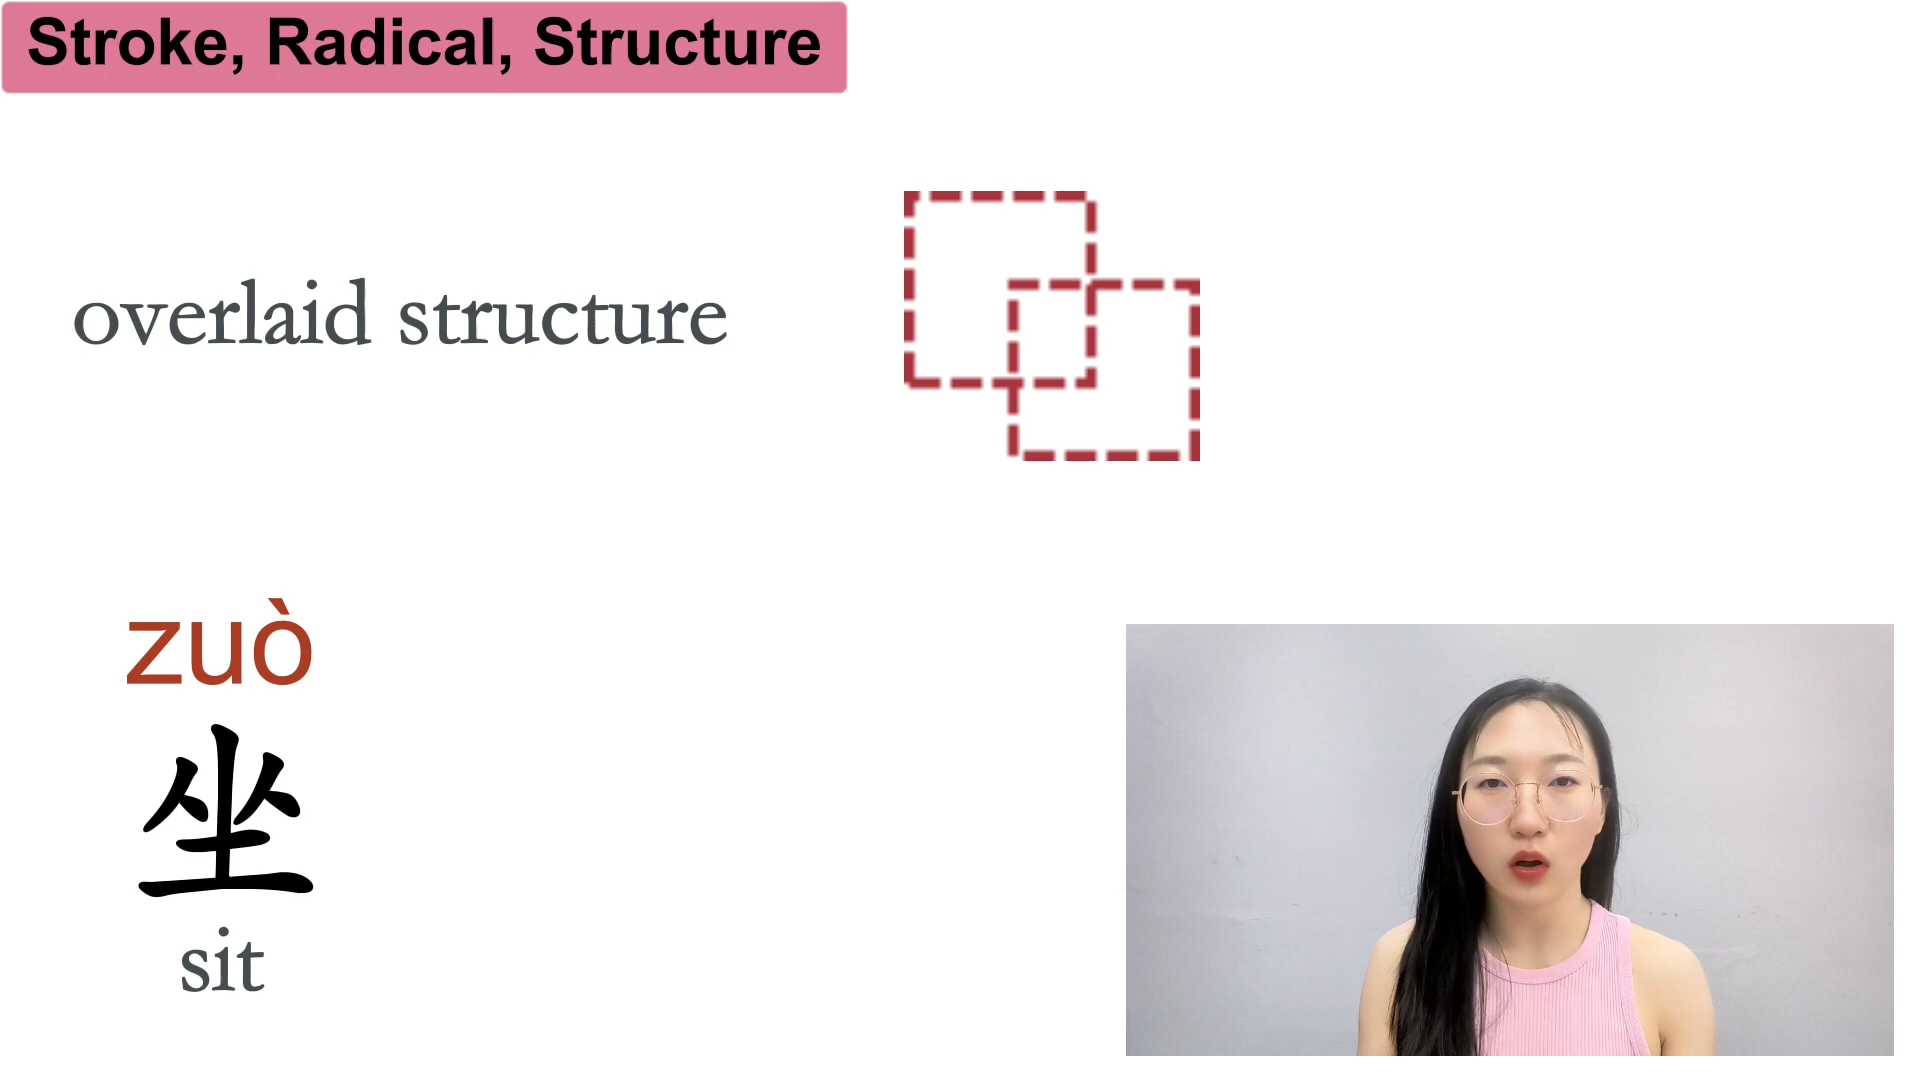 Stroke, Radical, Structure
overlaid structure
zuò
坐
sit